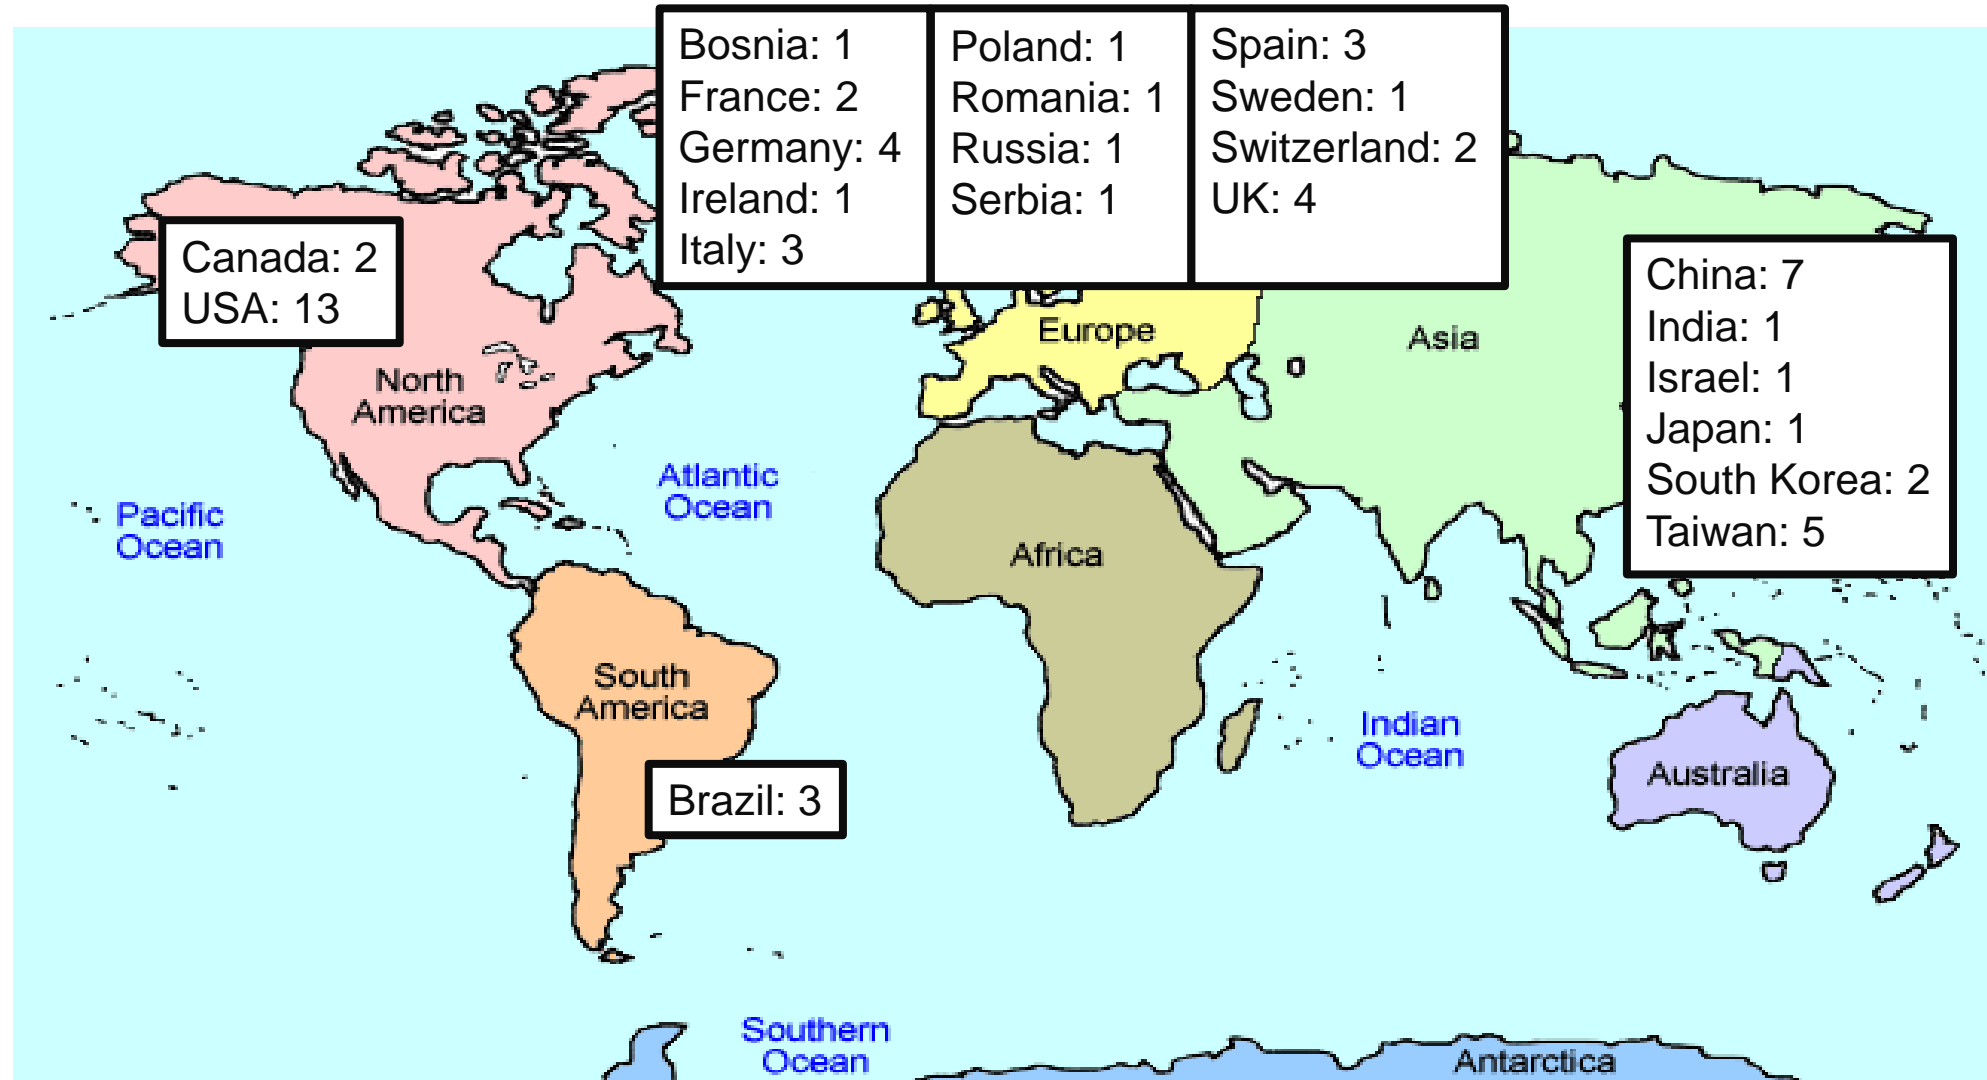 Bosnia: 1
France: 2
Germany: 4
Ireland: 1
Italy: 3
Poland: 1
Romania: 1
Russia: 1
Serbia: 1
Spain: 3
Sweden: 1
Switzerland: 2
UK: 4
Canada: 2
USA: 13
China: 7
India: 1
Israel: 1
Japan: 1
South Korea: 2
Taiwan: 5
Europe
Asia
North
America
Atlantic
Ocean
Pacific
Ocean
Africa
South
America
Indian
Ocean
Australia
Brazil: 3
Southern
Ocean
Antarctica